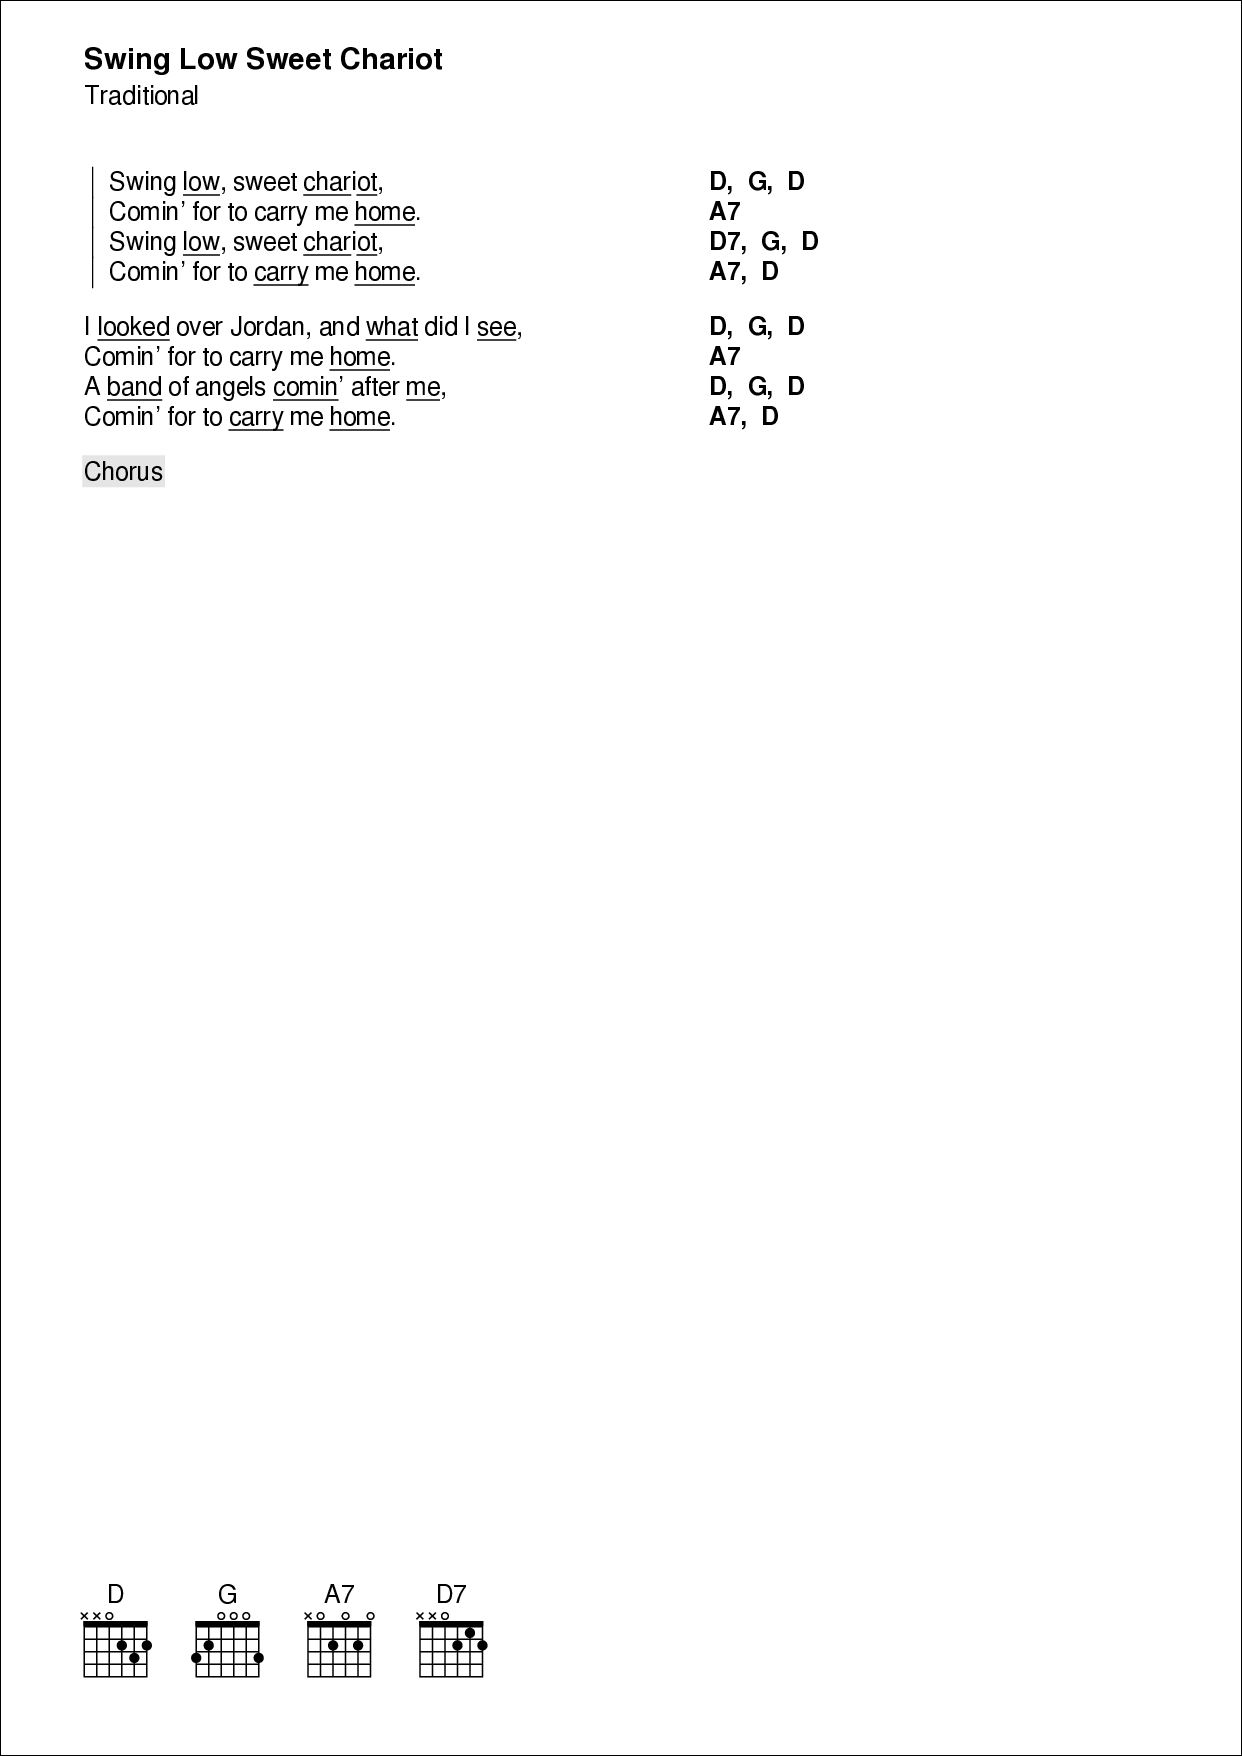 Swing Low Sweet Chariot
Traditional
Swing low, sweet chariot, D, G, D
Comin’ for to carry me home. A7
Swing low, sweet chariot, D7, G, D
Comin’ for to carry me home. A7, D
I looked over Jordan, and what did I see, D, G, D
Comin’ for to carry me home. A7
A band of angels comin’ after me, D, G, D
Comin’ for to carry me home. A7, D
Chorus
D G A7 D7